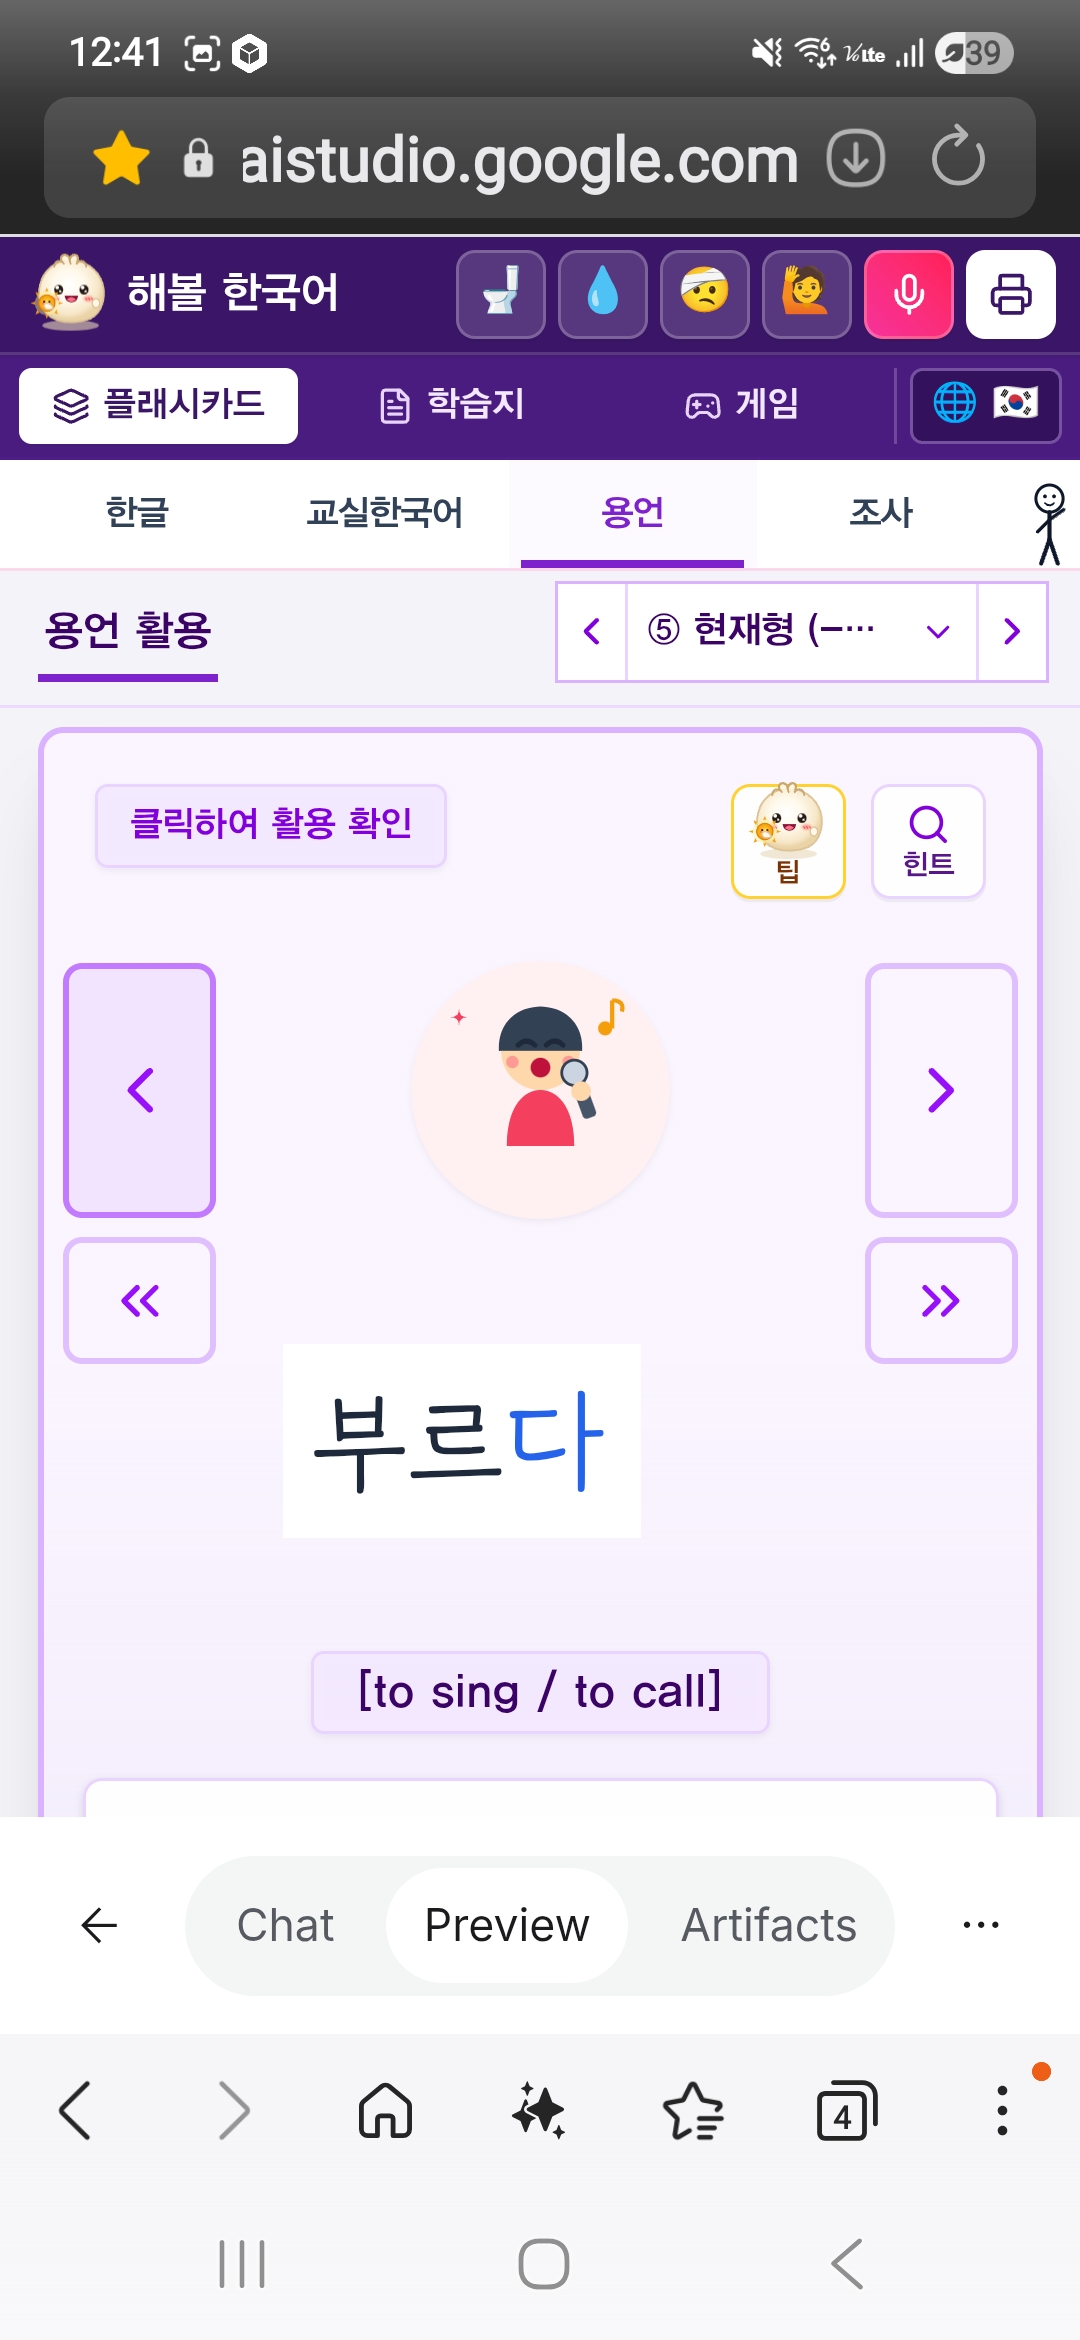 12:41
Vo lte
39
aistudio.google.com
해볼 한국어
플래시카드
학습지
게임
한글
교실한국어
용언
조사
용언 활용
⑤ 현재형 (–…
클릭하여 활용 확인
팁
힌트
부르다
[to sing / to call]
Chat
Preview
Artifacts
4